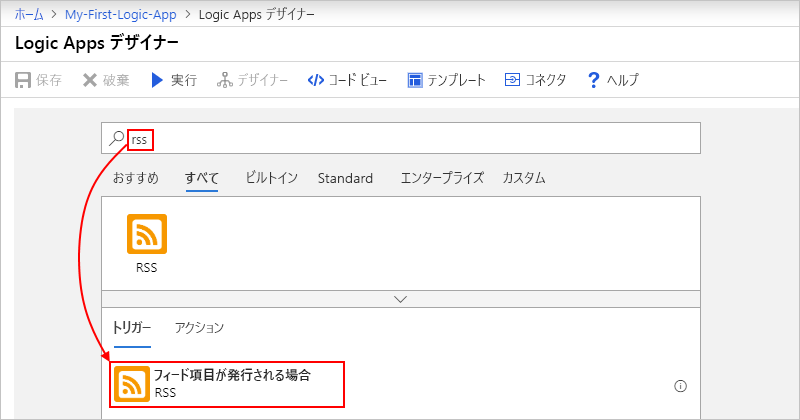 ホーム > My-First-Logic-App > Logic Apps デザイナー
Logic Apps デザイナー
保存 破棄 実行 デザイナー コード ビュー テンプレート コネクタ ? ヘルプ
rss
おすすめ すべて ビルトイン Standard エンタープライズ カスタム
RSS
トリガー アクション
フィード項目が発行される場合
RSS